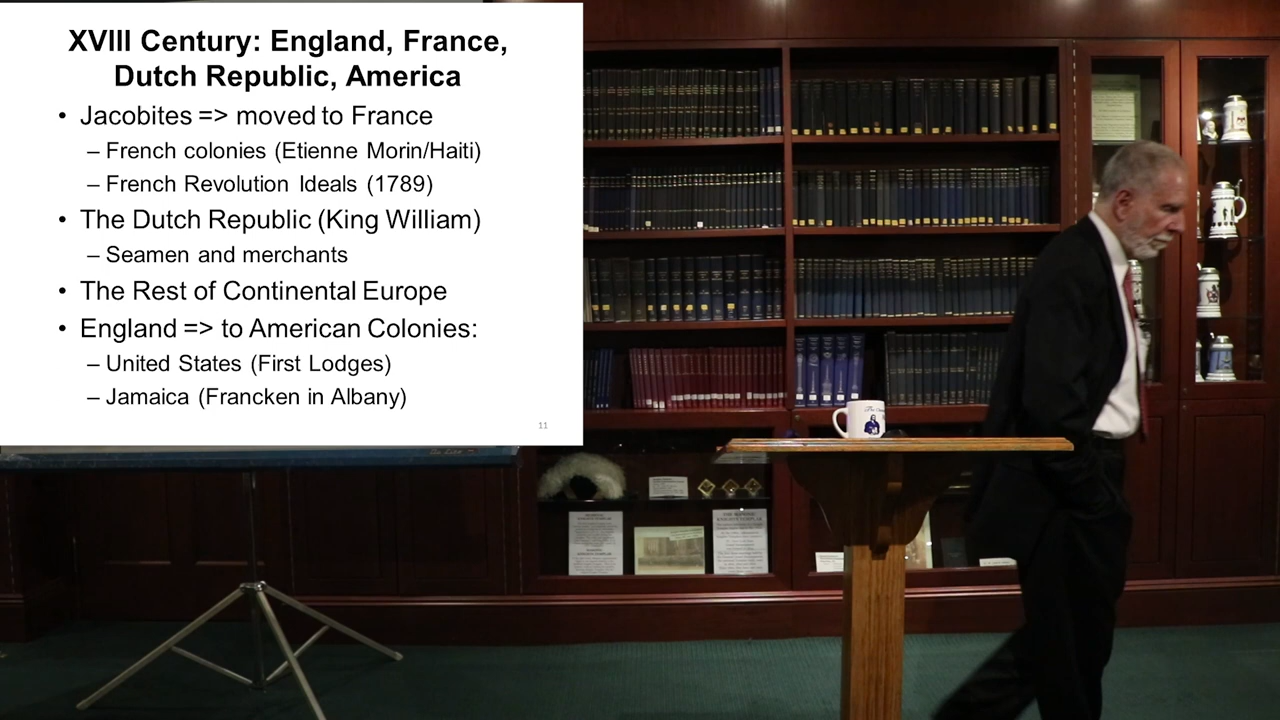 XVIII Century: England, France,
Dutch Republic, America
• Jacobites => moved to France
– French colonies (Etienne Morin/Haiti)
– French Revolution Ideals (1789)
• The Dutch Republic (King William)
– Seamen and merchants
• The Rest of Continental Europe
• England => to American Colonies:
– United States (First Lodges)
– Jamaica (Francken in Albany)
11